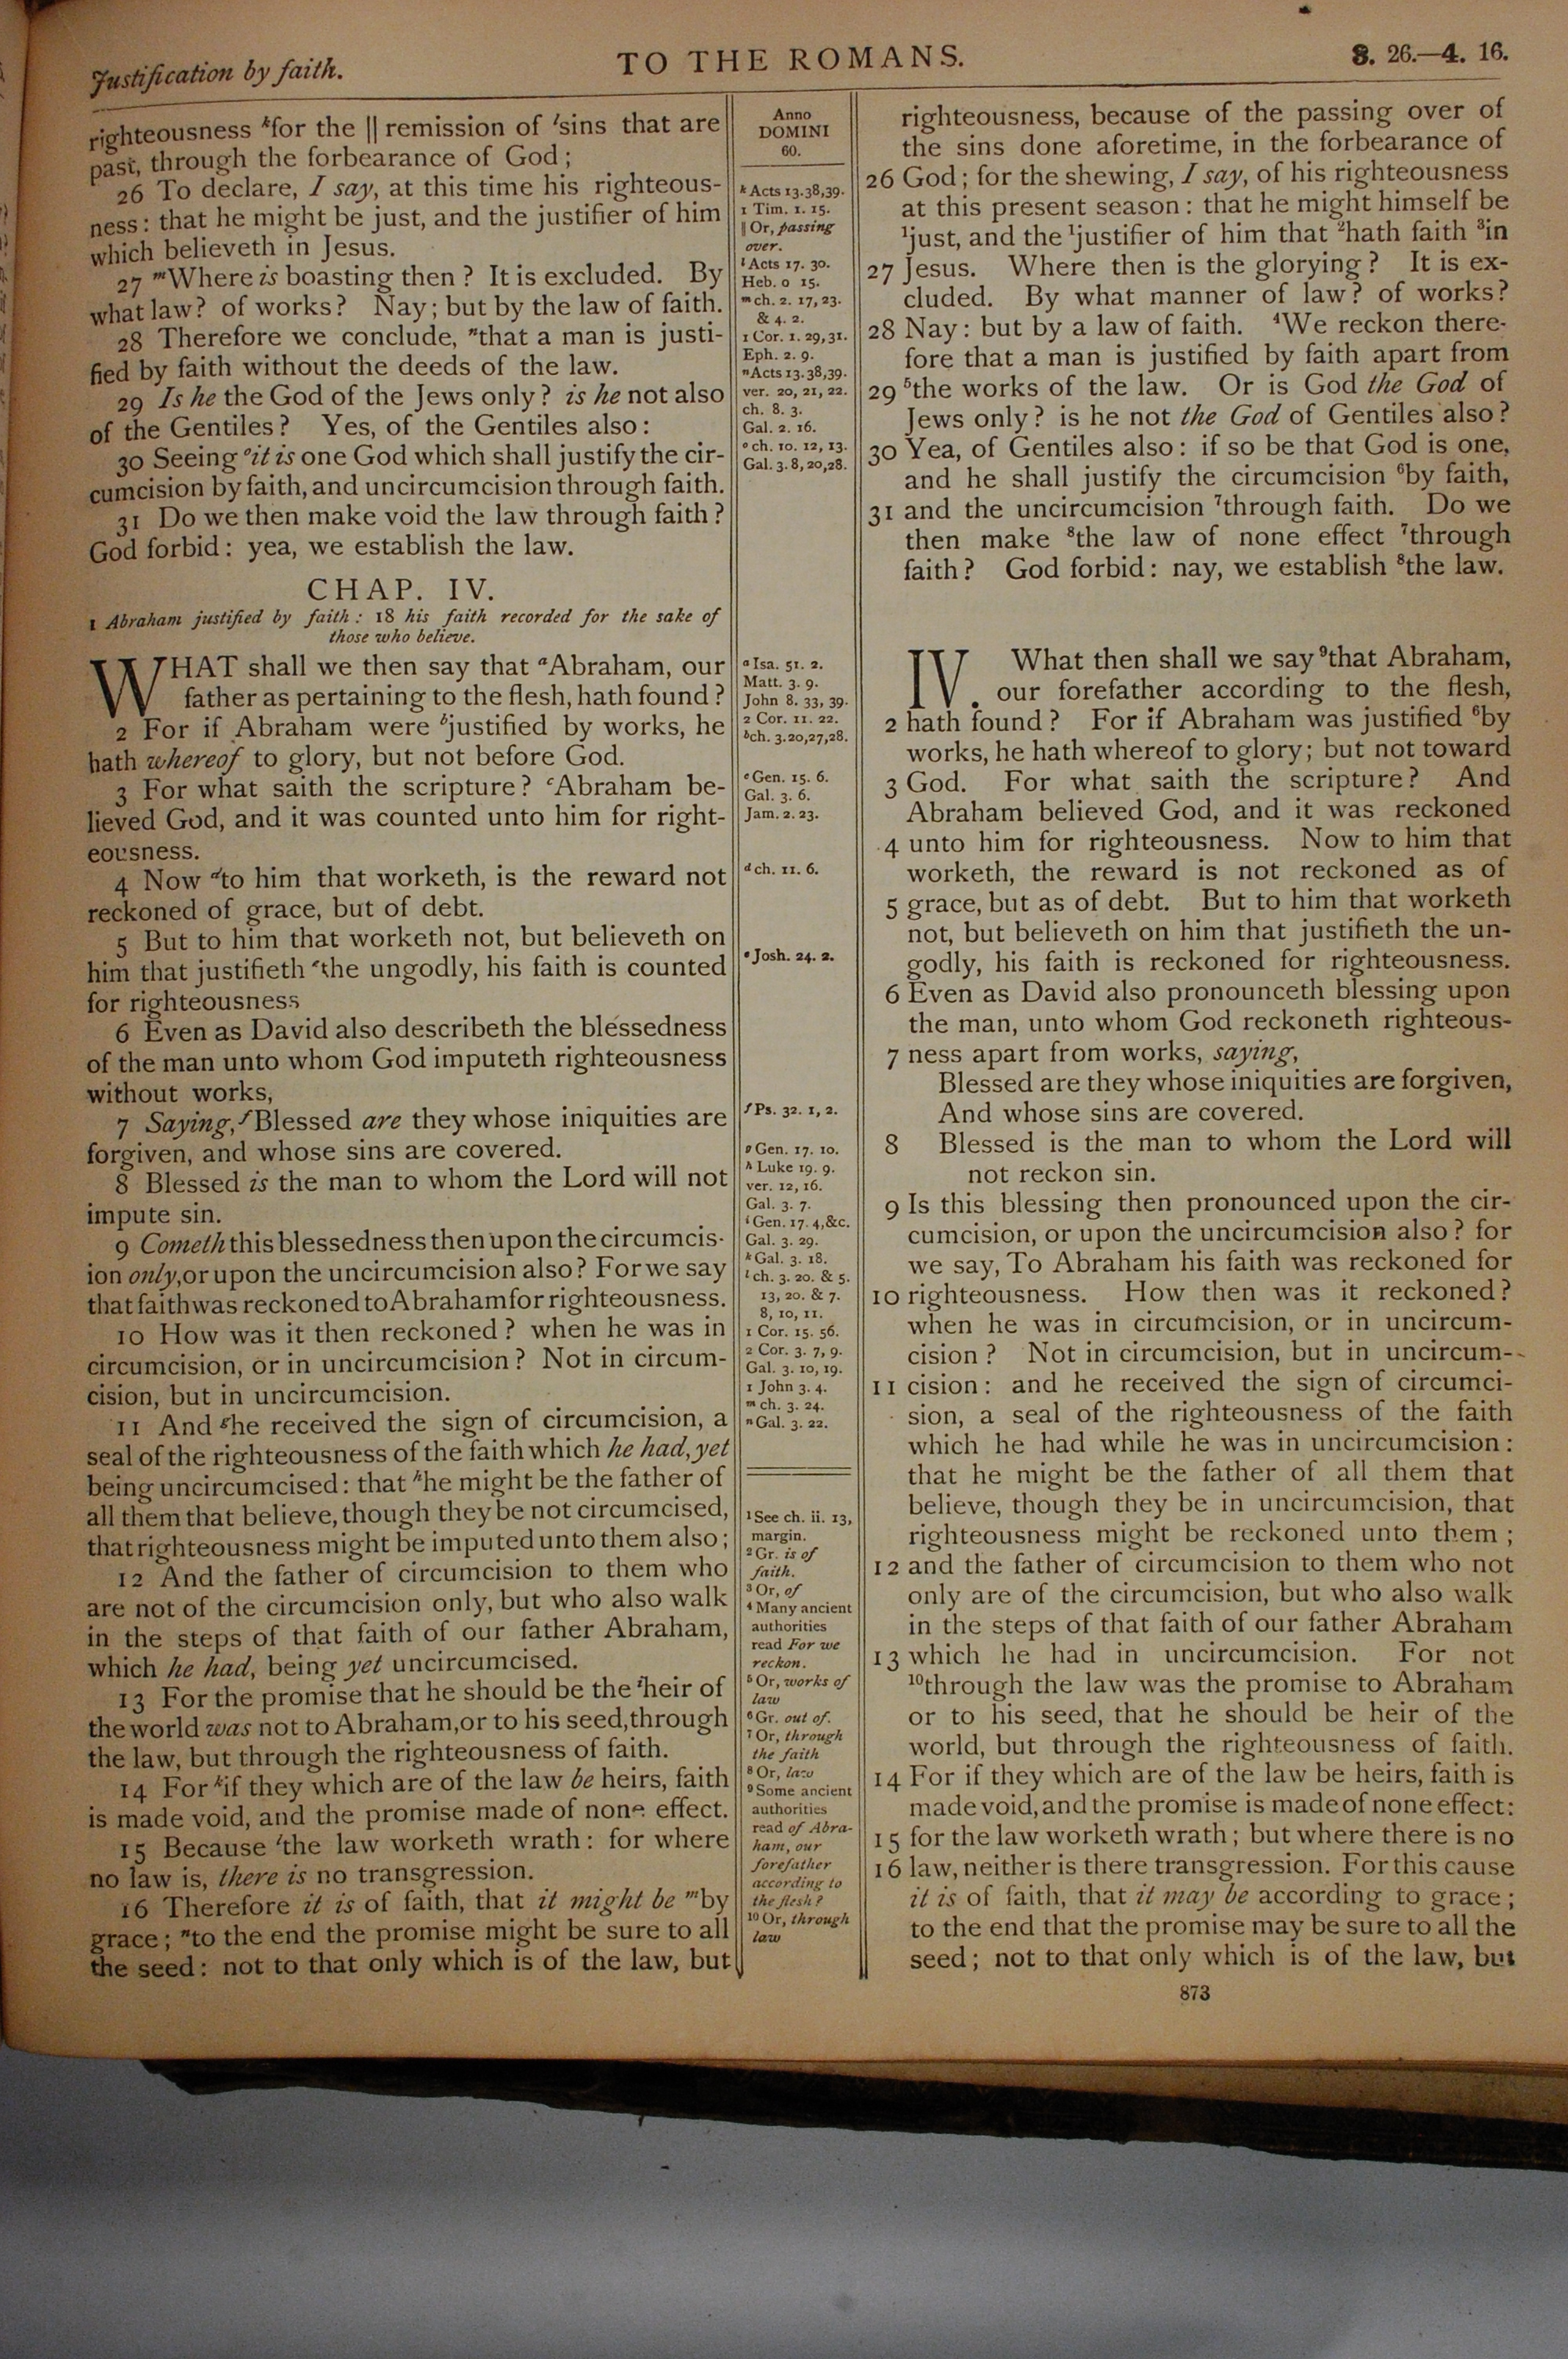 Justification by faith.
TO THE ROMANS.
3. 26.—4. 16.
righteousness ᵏfor the || remission of ˡsins that are
past, through the forbearance of God;
26 To declare, I say, at this time his righteous-
ness: that he might be just, and the justifier of him
which believeth in Jesus.
27 ᵐWhere is boasting then? It is excluded. By
what law? of works? Nay; but by the law of faith.
28 Therefore we conclude, ⁿthat a man is justi-
fied by faith without the deeds of the law.
29 Is he the God of the Jews only? is he not also
of the Gentiles? Yes, of the Gentiles also:
30 Seeing ᵒit is one God which shall justify the cir-
cumcision by faith, and uncircumcision through faith.
31 Do we then make void the law through faith?
God forbid: yea, we establish the law.
CHAP. IV.
1 Abraham justified by faith: 18 his faith recorded for the sake of
those who believe.
WHAT shall we then say that ᵃAbraham, our
father as pertaining to the flesh, hath found?
2 For if Abraham were ᵇjustified by works, he
hath whereof to glory, but not before God.
3 For what saith the scripture? ᶜAbraham be-
lieved God, and it was counted unto him for right-
eousness.
4 Now ᵈto him that worketh, is the reward not
reckoned of grace, but of debt.
5 But to him that worketh not, but believeth on
him that justifieth ᵉthe ungodly, his faith is counted
for righteousness
6 Even as David also describeth the blessedness
of the man unto whom God imputeth righteousness
without works,
7 Saying, ᶠBlessed are they whose iniquities are
forgiven, and whose sins are covered.
8 Blessed is the man to whom the Lord will not
impute sin.
9 Cometh this blessedness then upon the circumcis-
ion only, or upon the uncircumcision also? For we say
that faith was reckoned to Abraham for righteousness.
10 How was it then reckoned? when he was in
circumcision, or in uncircumcision? Not in circum-
cision, but in uncircumcision.
11 And ᵍhe received the sign of circumcision, a
seal of the righteousness of the faith which he had, yet
being uncircumcised: that ʰhe might be the father of
all them that believe, though they be not circumcised,
that righteousness might be imputed unto them also;
12 And the father of circumcision to them who
are not of the circumcision only, but who also walk
in the steps of that faith of our father Abraham,
which he had, being yet uncircumcised.
13 For the promise that he should be the ⁱheir of
the world was not to Abraham, or to his seed, through
the law, but through the righteousness of faith.
14 For ᵏif they which are of the law be heirs, faith
is made void, and the promise made of none effect.
15 Because ˡthe law worketh wrath: for where
no law is, there is no transgression.
16 Therefore it is of faith, that it might be ᵐby
grace; ⁿto the end the promise might be sure to all
the seed: not to that only which is of the law, but
Anno
DOMINI
60.
ᵏ Acts 13.38,39.
1 Tim. 1. 15.
|| Or, passing
over.
ˡ Acts 17. 30.
Heb. 9 15.
ᵐ ch. 2. 17, 23.
& 4. 2.
1 Cor. 1. 29,31.
Eph. 2. 9.
ⁿ Acts 13.38,39.
ver. 20, 21, 22.
ch. 8. 3.
Gal. 2. 16.
ᵒ ch. 10. 12, 13.
Gal. 3. 8, 20,28.
ᵃ Isa. 51. 2.
Matt. 3. 9.
John 8. 33, 39.
2 Cor. 11. 22.
ᵇ ch. 3.20,27,28.
ᶜ Gen. 15. 6.
Gal. 3. 6.
Jam. 2. 23.
ᵈ ch. 11. 6.
ᵉ Josh. 24. 2.
ᶠ Ps. 32. 1, 2.
ᵍ Gen. 17. 10.
ʰ Luke 19. 9.
ver. 12, 16.
Gal. 3. 7.
ⁱ Gen. 17. 4,&c.
Gal. 3. 29.
ᵏ Gal. 3. 18.
ˡ ch. 3. 20. & 5.
13, 20. & 7.
8, 10, 11.
1 Cor. 15. 56.
2 Cor. 3. 7, 9.
Gal. 3. 10, 19.
1 John 3. 4.
ᵐ ch. 3. 24.
ⁿ Gal. 3. 22.
¹ See ch. ii. 13,
margin.
² Gr. is of
faith.
³ Or, of
⁴ Many ancient
authorities
read For we
reckon.
⁵ Or, works of
law
⁶ Gr. out of.
⁷ Or, through
the faith
⁸ Or, law
⁹ Some ancient
authorities
read of Abra-
ham, our
forefather
according to
the flesh?
¹⁰ Or, through
law
righteousness, because of the passing over of
the sins done aforetime, in the forbearance of
26 God; for the shewing, I say, of his righteousness
at this present season: that he might himself be
¹just, and the ¹justifier of him that ²hath faith ³in
27 Jesus. Where then is the glorying? It is ex-
cluded. By what manner of law? of works?
28 Nay: but by a law of faith. ⁴We reckon there-
fore that a man is justified by faith apart from
29 ⁵the works of the law. Or is God the God of
Jews only? is he not the God of Gentiles also?
30 Yea, of Gentiles also: if so be that God is one,
and he shall justify the circumcision ⁶by faith,
31 and the uncircumcision ⁷through faith. Do we
then make ⁸the law of none effect ⁷through
faith? God forbid: nay, we establish ⁸the law.
IV. What then shall we say ⁹that Abraham,
our forefather according to the flesh,
2 hath found? For if Abraham was justified ⁶by
works, he hath whereof to glory; but not toward
3 God. For what saith the scripture? And
Abraham believed God, and it was reckoned
4 unto him for righteousness. Now to him that
worketh, the reward is not reckoned as of
5 grace, but as of debt. But to him that worketh
not, but believeth on him that justifieth the un-
godly, his faith is reckoned for righteousness.
6 Even as David also pronounceth blessing upon
the man, unto whom God reckoneth righteous-
7 ness apart from works, saying,
Blessed are they whose iniquities are forgiven,
And whose sins are covered.
8 Blessed is the man to whom the Lord will
not reckon sin.
9 Is this blessing then pronounced upon the cir-
cumcision, or upon the uncircumcision also? for
we say, To Abraham his faith was reckoned for
10 righteousness. How then was it reckoned?
when he was in circumcision, or in uncircum-
cision? Not in circumcision, but in uncircum-
11 cision: and he received the sign of circumci-
sion, a seal of the righteousness of the faith
which he had while he was in uncircumcision:
that he might be the father of all them that
believe, though they be in uncircumcision, that
righteousness might be reckoned unto them;
12 and the father of circumcision to them who not
only are of the circumcision, but who also walk
in the steps of that faith of our father Abraham
13 which he had in uncircumcision. For not
¹⁰through the law was the promise to Abraham
or to his seed, that he should be heir of the
world, but through the righteousness of faith.
14 For if they which are of the law be heirs, faith is
made void, and the promise is made of none effect:
15 for the law worketh wrath; but where there is no
16 law, neither is there transgression. For this cause
it is of faith, that it may be according to grace;
to the end that the promise may be sure to all the
seed; not to that only which is of the law, but
873